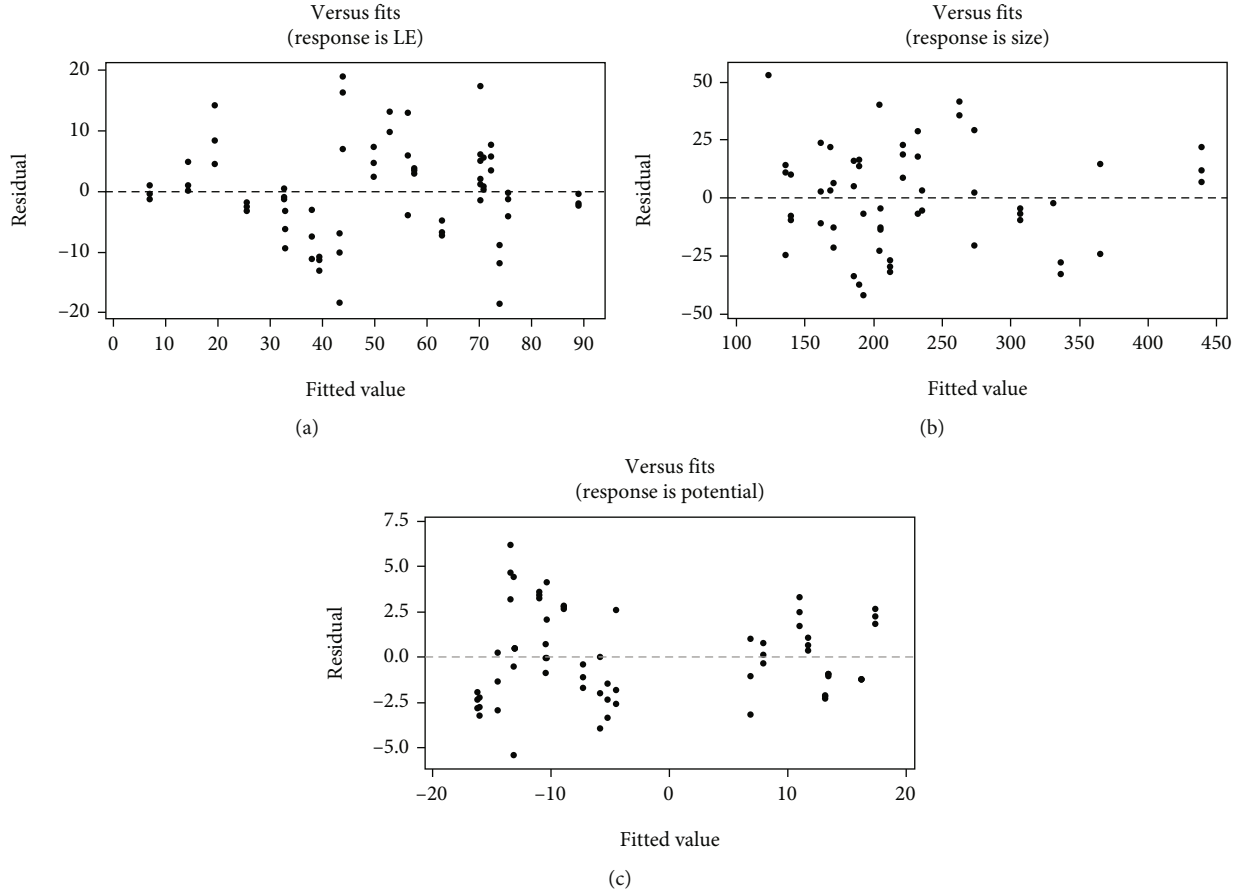 Versus fits
(response is LE)
20
10
0
−10
−20
Residual
0 10 20 30 40 50 60 70 80 90
Fitted value
(a)
Versus fits
(response is size)
50
25
0
−25
−50
Residual
100 150 200 250 300 350 400 450
Fitted value
(b)
Versus fits
(response is potential)
7.5
5.0
2.5
0.0
−2.5
−5.0
Residual
−20 −10 0 10 20
Fitted value
(c)